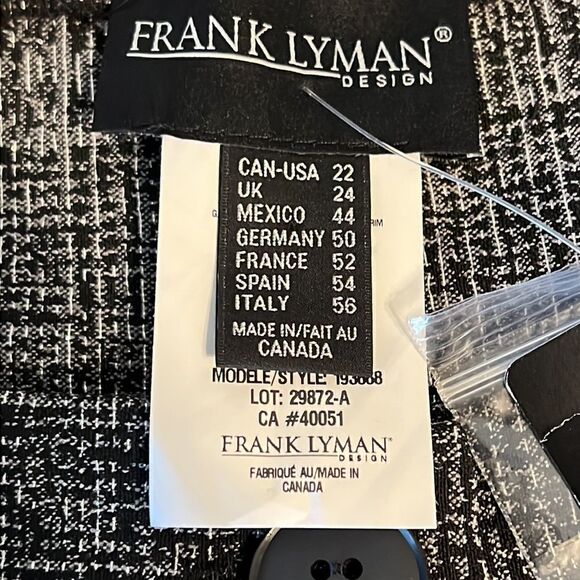 FRANK LYMAN®
DESIGN
CAN-USA 22
UK 24
MEXICO 44
GERMANY 50
FRANCE 52
SPAIN 54
ITALY 56
MADE IN/FAIT AU
CANADA
MODELE/STYLE:
LOT: 29872-A
CA #40051
FRANK LYMAN
DESIGN
FABRIQUÉ AU/MADE IN
CANADA